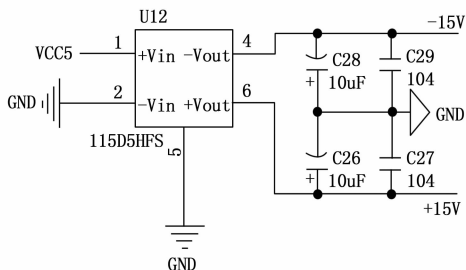 U12
-15V
VCC5
1
+Vin -Vout
4
C28
C29
+
10uF
104
GND
2
-Vin +Vout
6
GND
115D5HFS
5
C26
C27
+
10uF
104
+15V
GND